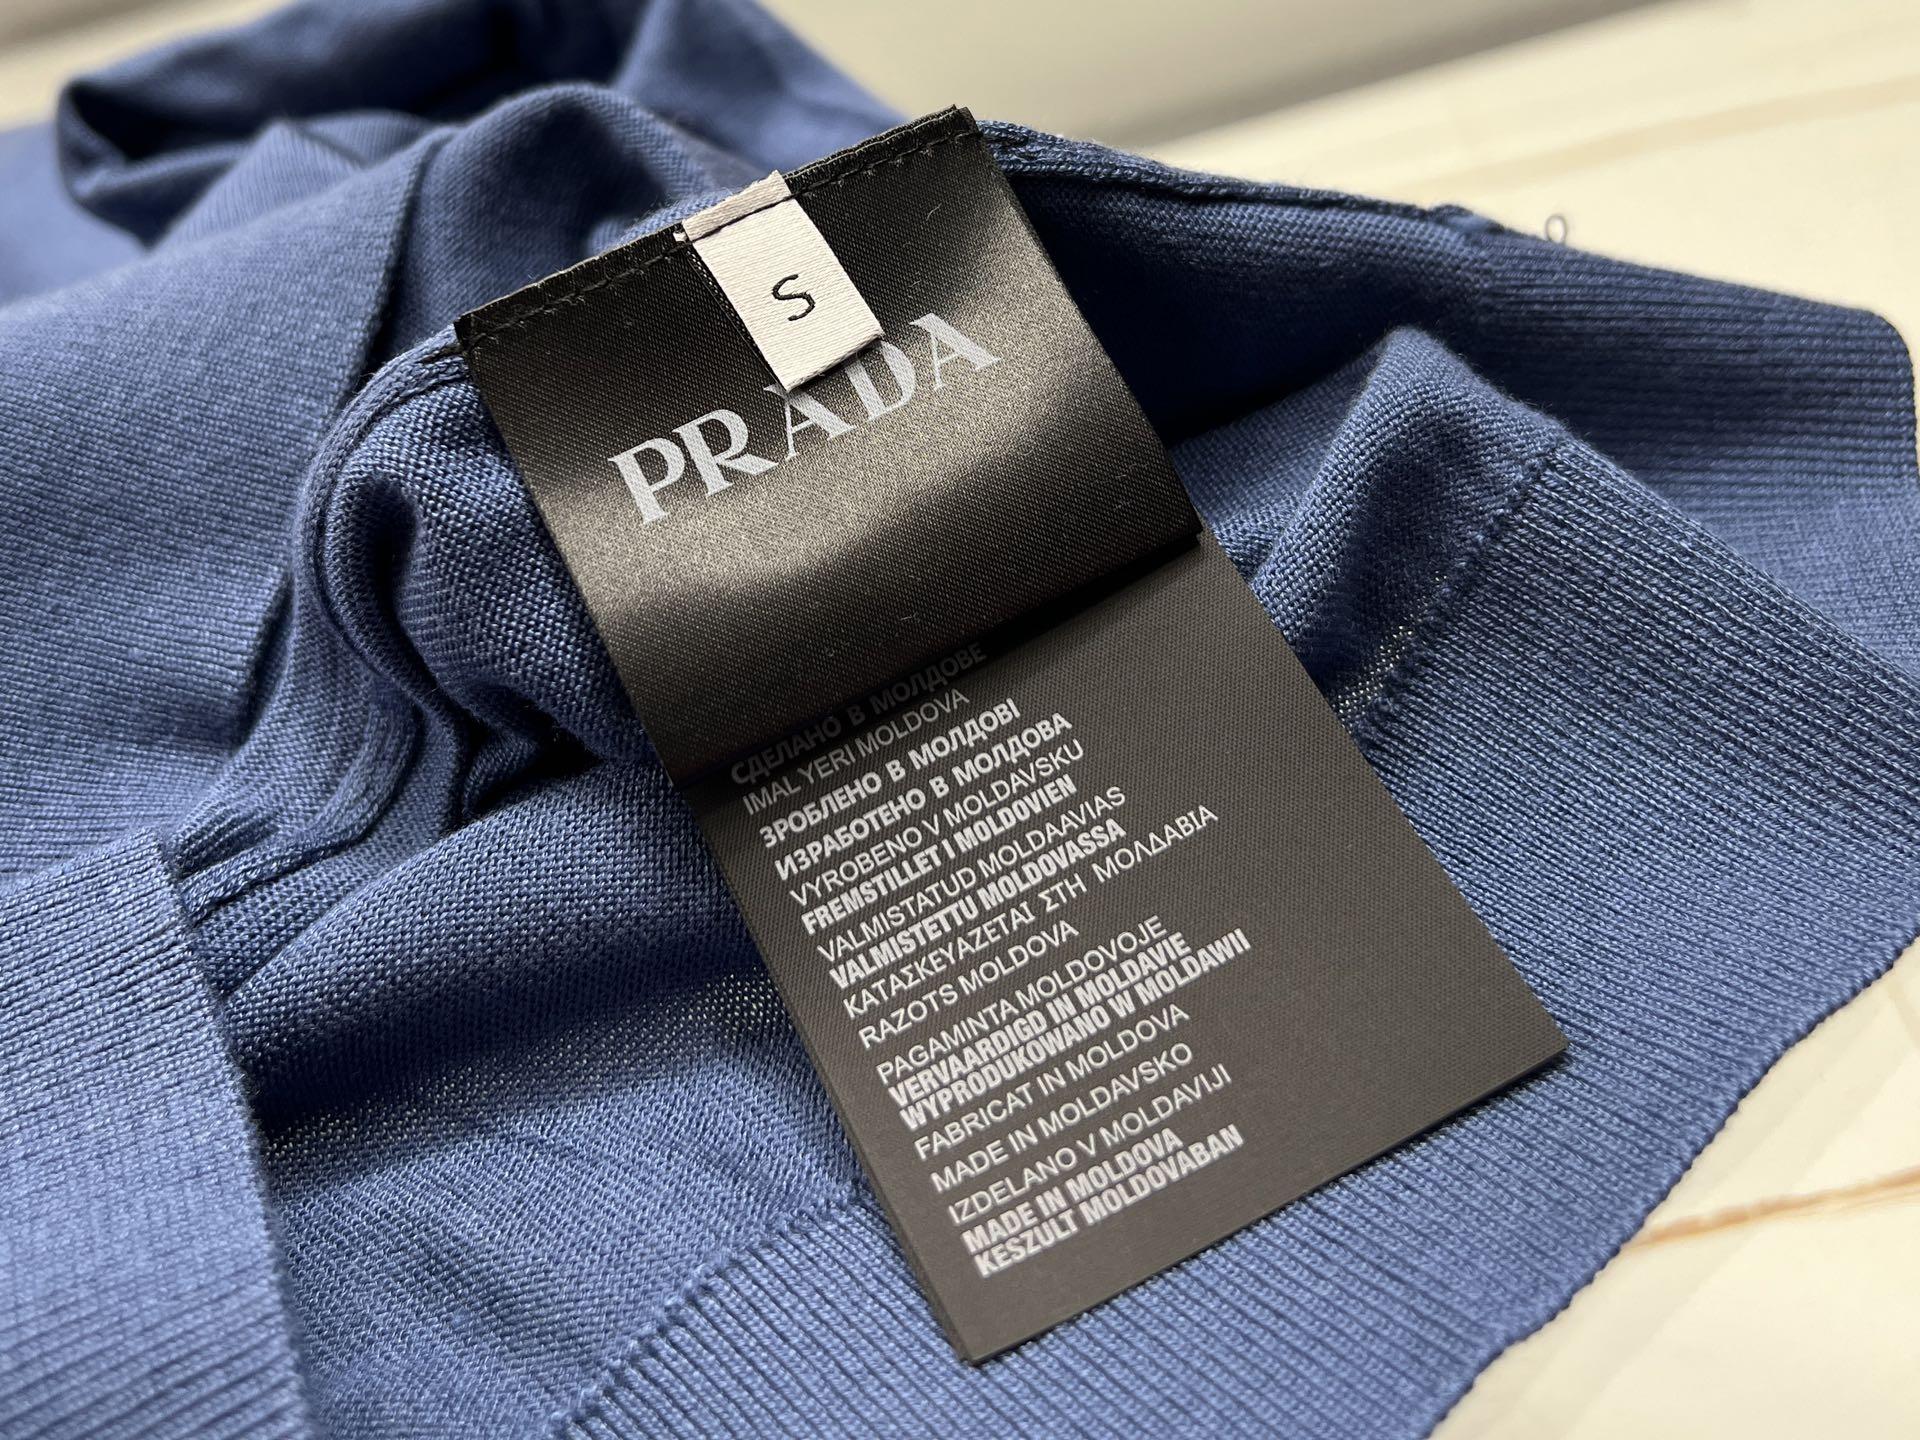 S
PRADA
СДЕЛАНО В МОЛДОВЕ
IMAL YERI MOLDOVA
ЗРОБЛЕНО В МОЛДОВІ
ИЗРАБОТЕНО В МОЛДОВА
VYROBENO V MOLDAVSKU
FREMSTILLET I MOLDOVIEN
VALMISTATUD MOLDAAVIAS
VALMISTETTU MOLDOVASSA
ΚΑΤΑΣΚΕΥΑΖΕΤΑΙ ΣΤΗ ΜΟΛΔΑΒΙΑ
RAZOTS MOLDOVA
PAGAMINTA MOLDOVOJE
VERVAARDIGD IN MOLDAVIE
WYPRODUKOWANO W MOLDAWII
FABRICAT IN MOLDOVA
MADE IN MOLDAVSKO
IZDELANO V MOLDAVIJI
MADE IN MOLDOVA
KESZULT MOLDOVABAN